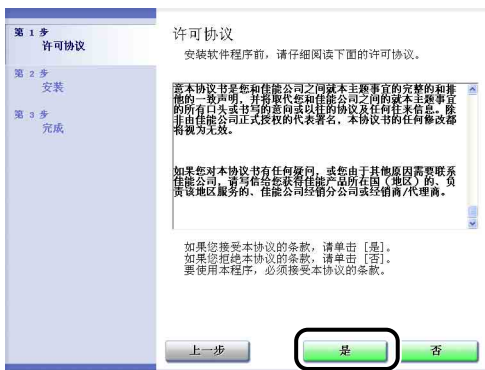 第 1 步
许可协议
第 2 步
安装
第 3 步
完成
许可协议
安装软件程序前，请仔细阅读下面的许可协议。
意本协议书是您和佳能公司之间就本主题事宜的完整的和排
他的一致声明，并将取代您和佳能公司之间的就本主题事宜
的所有口头或书写的意向或以往的协议及任何往来信息。除
非由佳能公司正式授权的代表署名，本协议书的任何修改都
将视为无效。
如果您对本协议书有任何疑问，或您由于其他原因需要联系
佳能公司，请写信给您获得佳能产品所在国（地区）的、负
责该地区服务的、佳能公司经销分公司或经销商/代理商。
如果您接受本协议的条款，请单击 [是]。
如果您拒绝本协议的条款，请单击 [否]。
要使用本程序，必须接受本协议的条款。
上一步
是
否